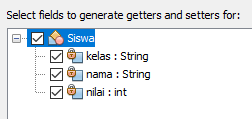 Select fields to generate getters and setters for:
Siswa
kelas : String
nama : String
nilai : int